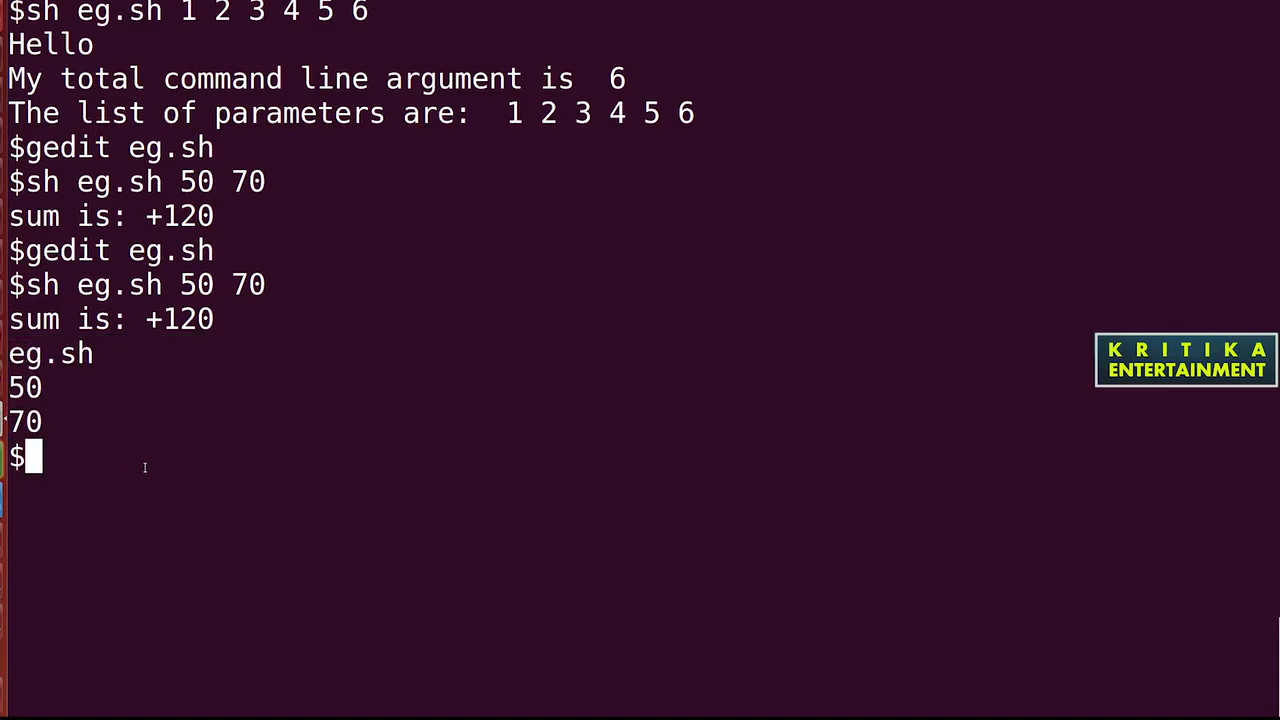 $sh eg.sh 1 2 3 4 5 6
Hello
My total command line argument is  6
The list of parameters are:  1 2 3 4 5 6
$gedit eg.sh
$sh eg.sh 50 70
sum is: +120
$gedit eg.sh
$sh eg.sh 50 70
sum is: +120
eg.sh
50
70
$
KRITIKA
ENTERTAINMENT